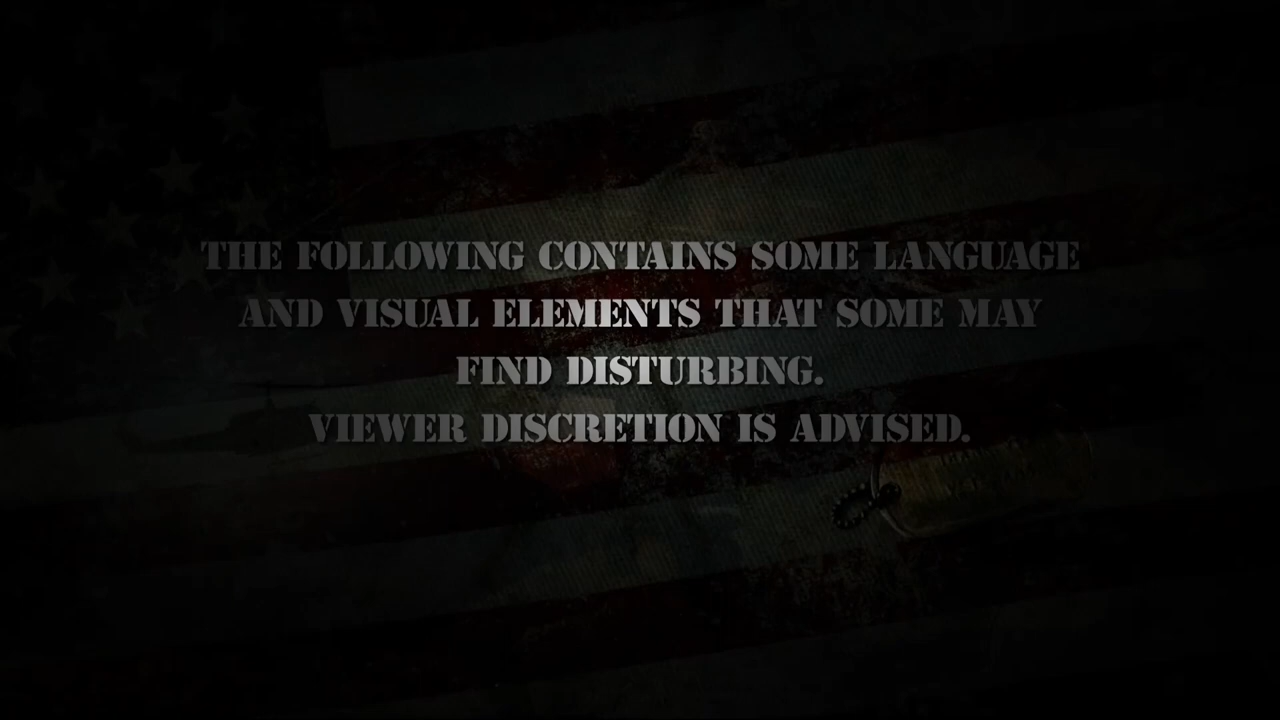 THE FOLLOWING CONTAINS SOME LANGUAGE
AND VISUAL ELEMENTS THAT SOME MAY
FIND DISTURBING.
VIEWER DISCRETION IS ADVISED.